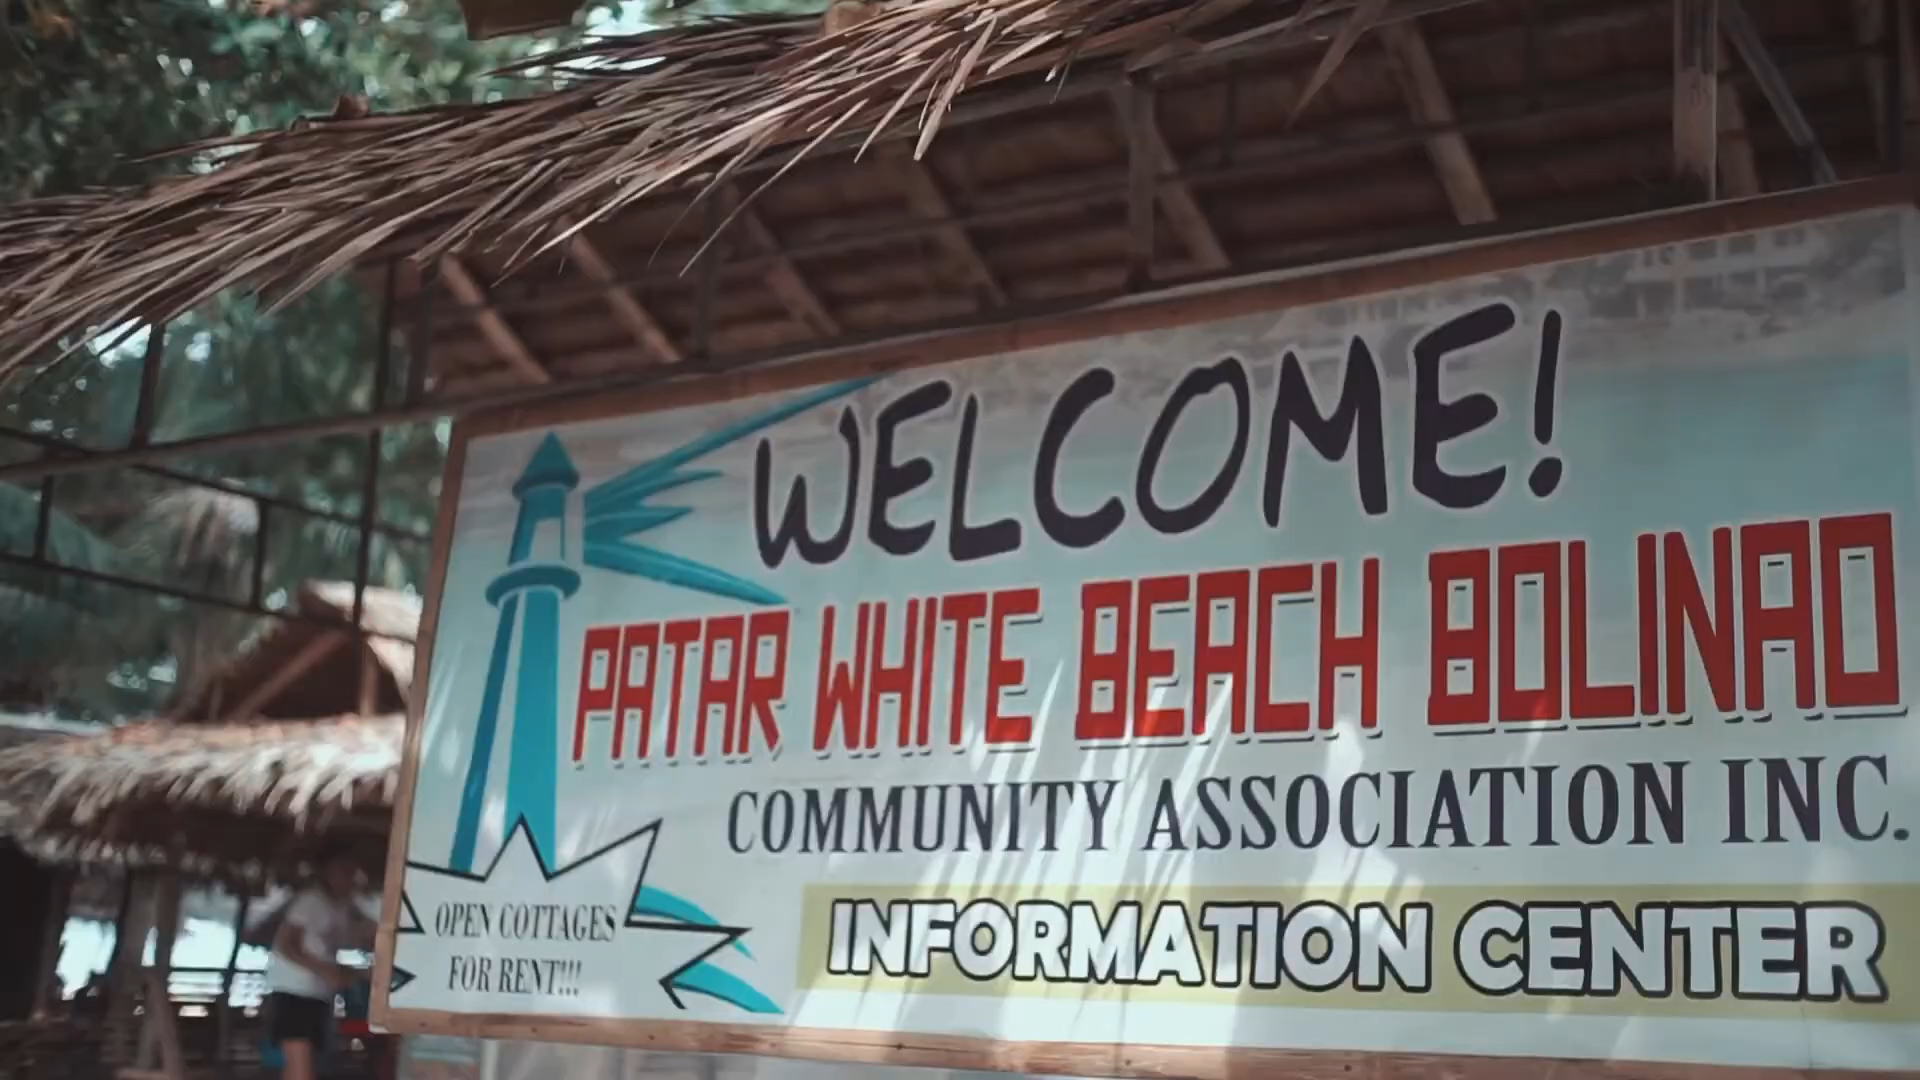 WELCOME!
PATAR WHITE BEACH BOLINAO
COMMUNITY ASSOCIATION INC.
INFORMATION CENTER
OPEN COTTAGES
FOR RENT!!!